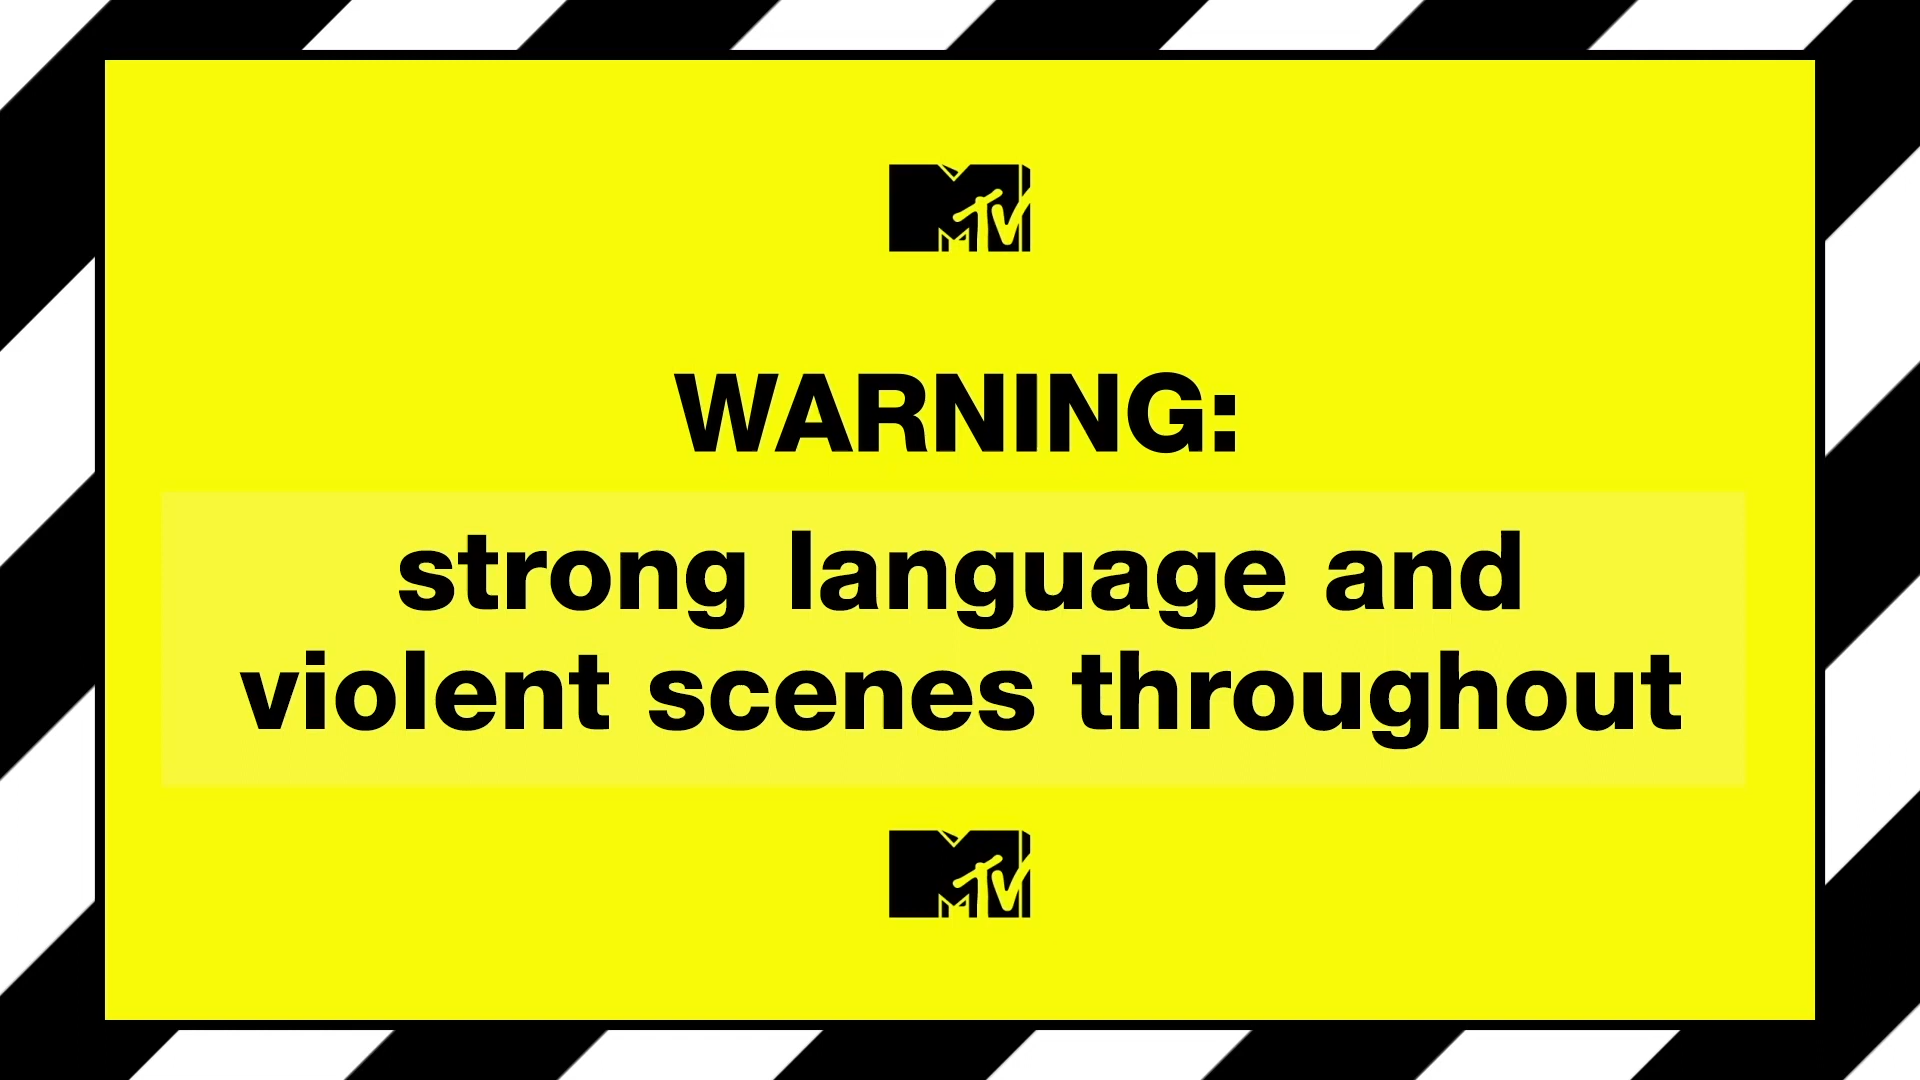 MTV
WARNING:
strong language and
violent scenes throughout
MTV